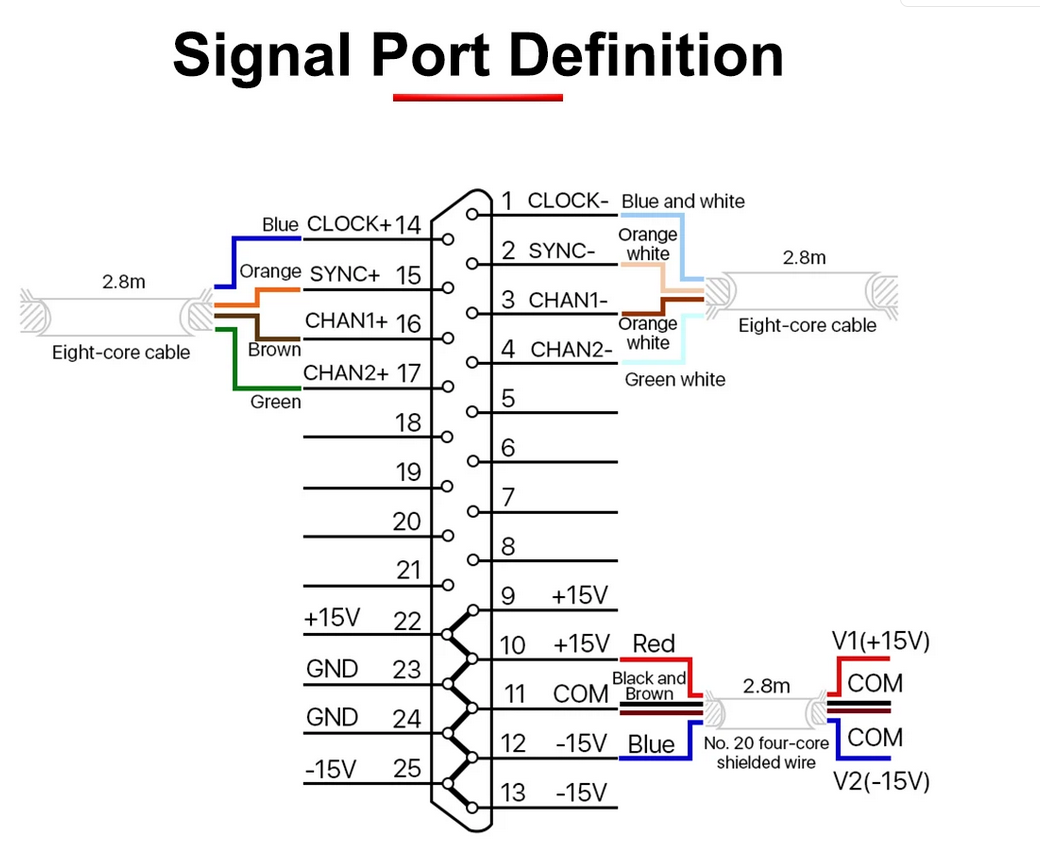 Signal Port Definition
1 CLOCK- Blue and white
Blue CLOCK+ 14
Orange
white
2 SYNC-
Orange SYNC+ 15
2.8m
2.8m
3 CHAN1-
CHAN1+ 16
Orange
white
Eight-core cable
Eight-core cable
Brown
4 CHAN2-
CHAN2+ 17
Green white
Green
5
18
6
19
7
20
8
21
9 +15V
+15V 22
10 +15V Red
V1(+15V)
GND 23
Black and
Brown
11 COM
2.8m
COM
GND 24
12 -15V Blue
No. 20 four-core
shielded wire
COM
-15V 25
V2(-15V)
13 -15V